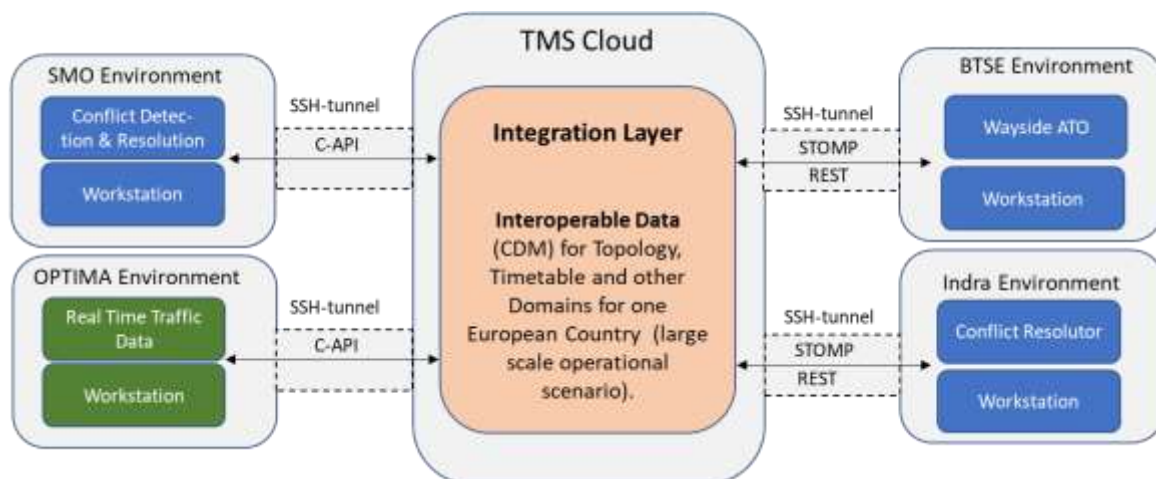 TMS Cloud
SMO Environment
Conflict Detec-
tion & Resolution
Workstation
SSH-tunnel
C-API
OPTIMA Environment
Real Time Traffic
Data
Workstation
SSH-tunnel
C-API
Integration Layer
Interoperable Data
(CDM) for Topology,
Timetable and other
Domains for one
European Country (large
scale operational
scenario).
SSH-tunnel
STOMP
REST
BTSE Environment
Wayside ATO
Workstation
SSH-tunnel
STOMP
REST
Indra Environment
Conflict Resolutor
Workstation